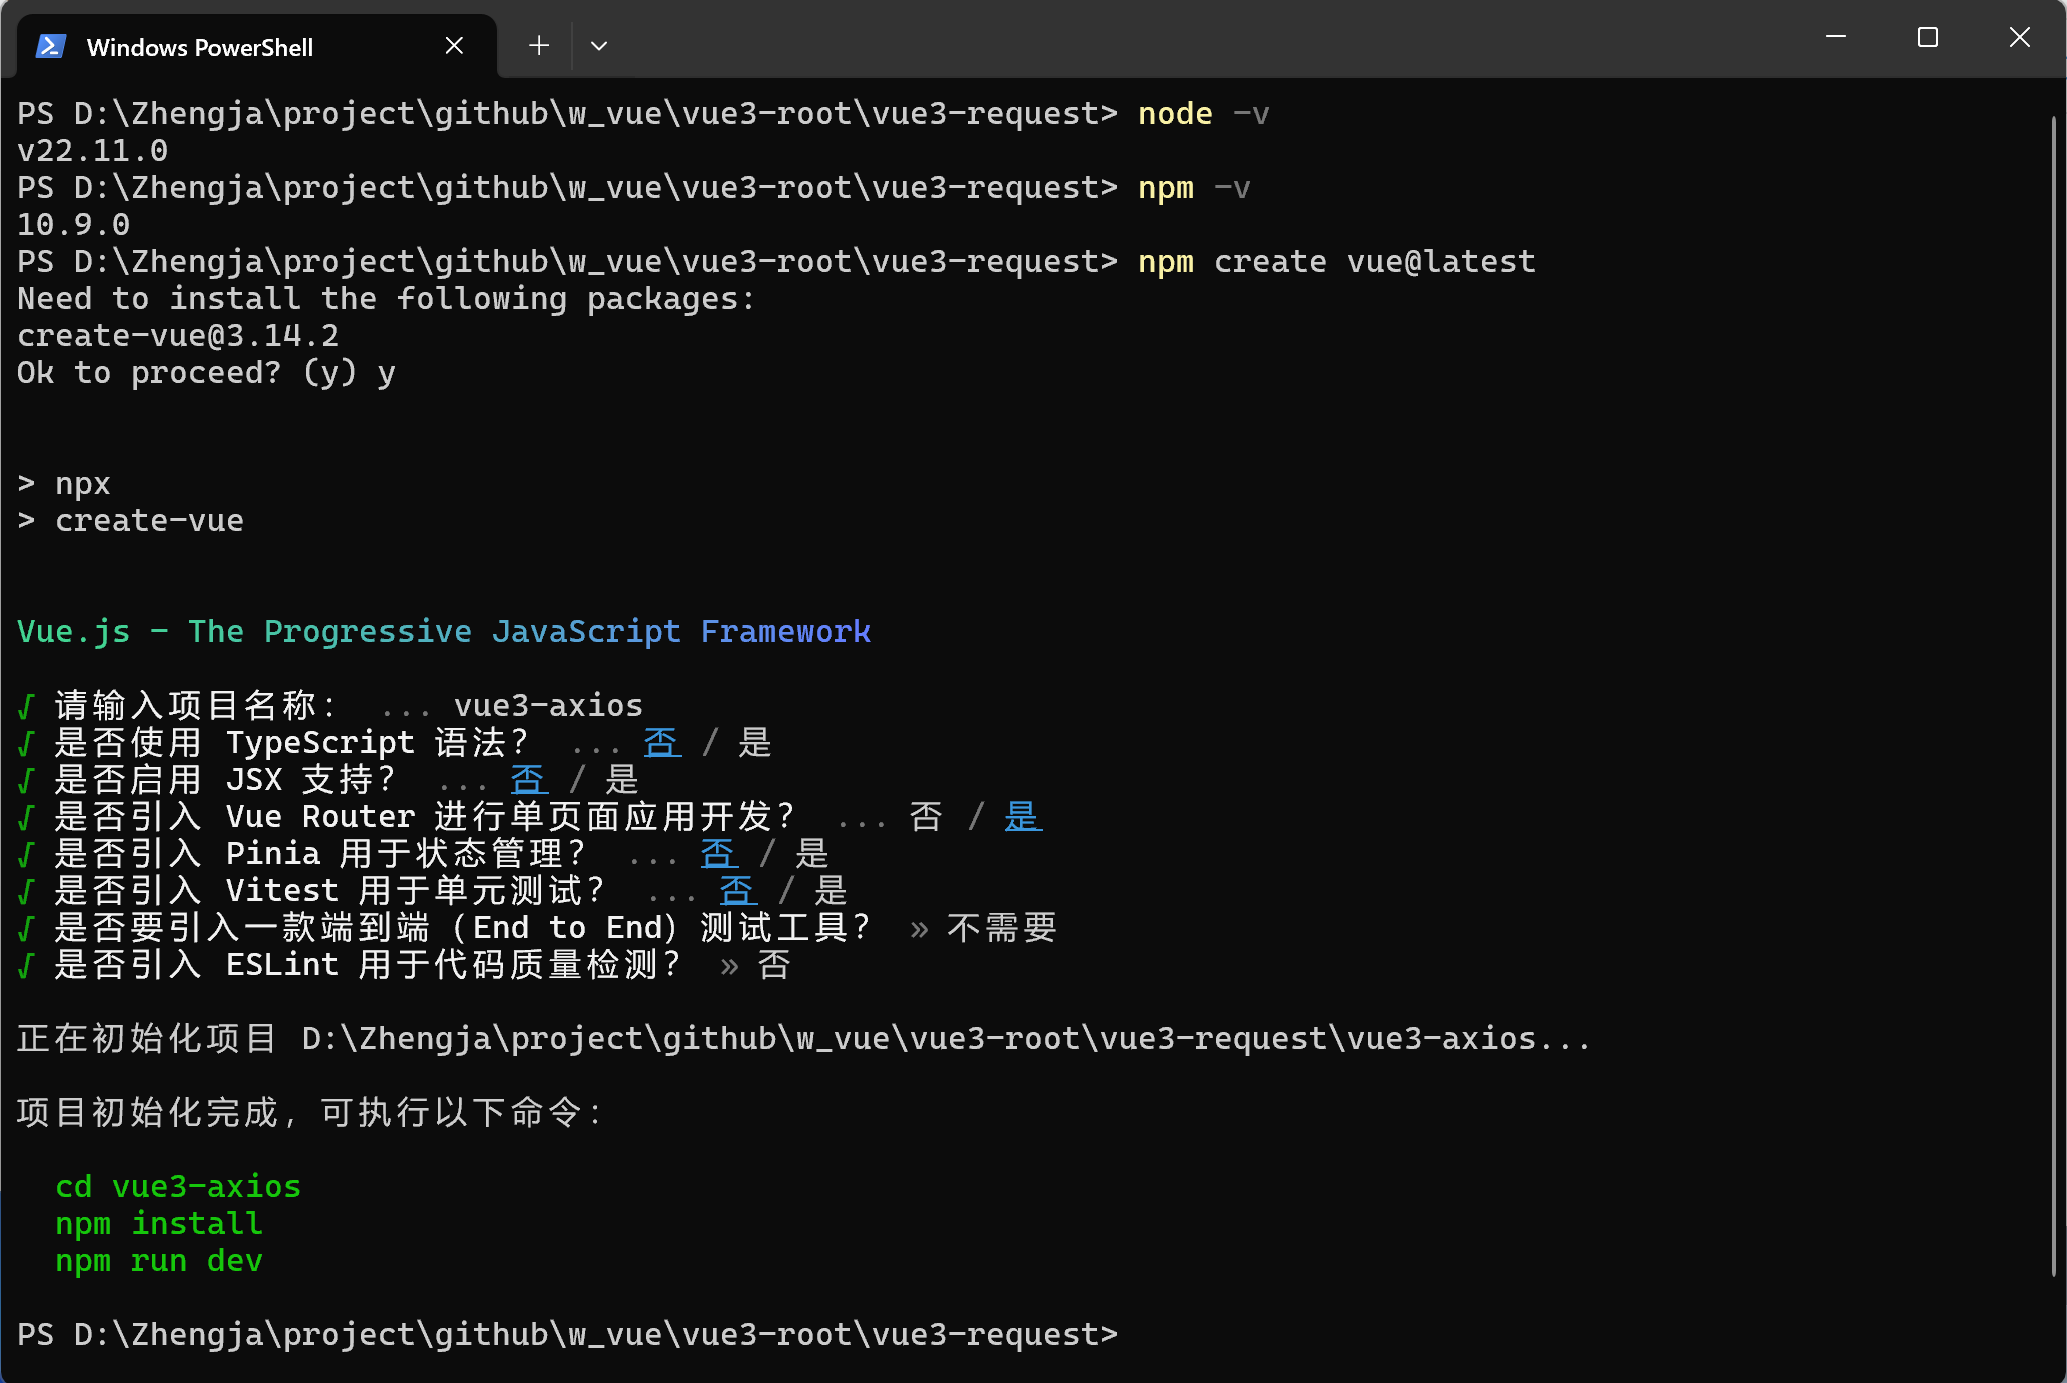 Windows PowerShell
PS D:\Zhengja\project\github\w_vue\vue3-root\vue3-request> node -v
v22.11.0
PS D:\Zhengja\project\github\w_vue\vue3-root\vue3-request> npm -v
10.9.0
PS D:\Zhengja\project\github\w_vue\vue3-root\vue3-request> npm create vue@latest
Need to install the following packages:
create-vue@3.14.2
Ok to proceed? (y) y
> npx
> create-vue
Vue.js - The Progressive JavaScript Framework
√ 请输入项目名称： ... vue3-axios
√ 是否使用 TypeScript 语法？ ... 否 / 是
√ 是否启用 JSX 支持？ ... 否 / 是
√ 是否引入 Vue Router 进行单页面应用开发？ ... 否 / 是
√ 是否引入 Pinia 用于状态管理？ ... 否 / 是
√ 是否引入 Vitest 用于单元测试？ ... 否 / 是
√ 是否要引入一款端到端（End to End）测试工具？ » 不需要
√ 是否引入 ESLint 用于代码质量检测？ » 否
正在初始化项目 D:\Zhengja\project\github\w_vue\vue3-root\vue3-request\vue3-axios...
项目初始化完成，可执行以下命令：
cd vue3-axios
npm install
npm run dev
PS D:\Zhengja\project\github\w_vue\vue3-root\vue3-request>